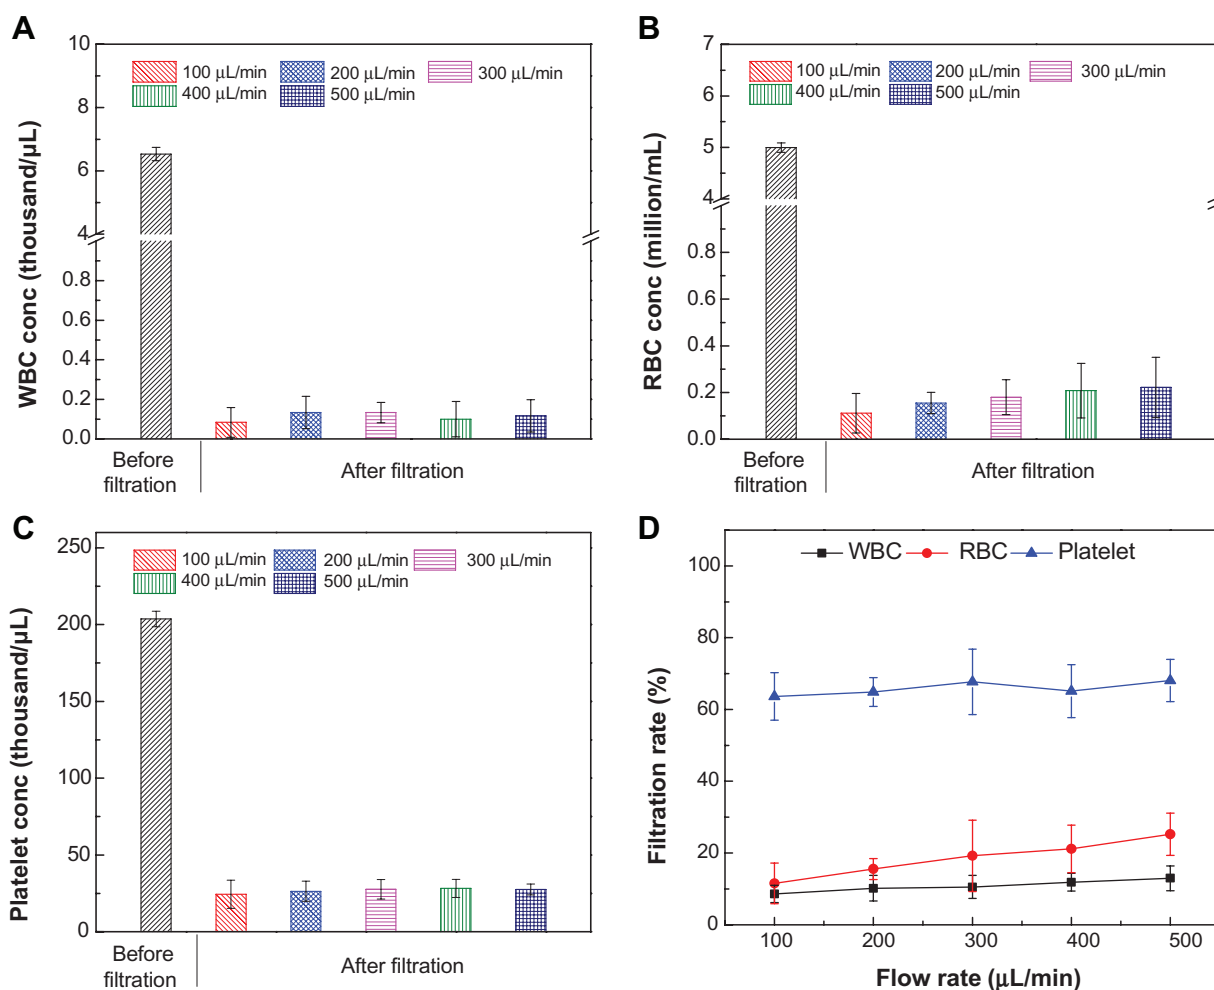 A
WBC conc (thousand/µL)
10
8
6
4
0.8
0.6
0.4
0.2
0.0
100 µL/min
200 µL/min
300 µL/min
400 µL/min
500 µL/min
Before
filtration
After filtration
B
RBC conc (million/mL)
7
6
5
4
0.8
0.6
0.4
0.2
0.0
100 µL/min
200 µL/min
300 µL/min
400 µL/min
500 µL/min
Before
filtration
After filtration
C
Platelet conc (thousand/µL)
250
200
150
100
50
0
100 µL/min
200 µL/min
300 µL/min
400 µL/min
500 µL/min
Before
filtration
After filtration
D
Filtration rate (%)
100
80
60
40
20
0
WBC
RBC
Platelet
100
200
300
400
500
Flow rate (µL/min)